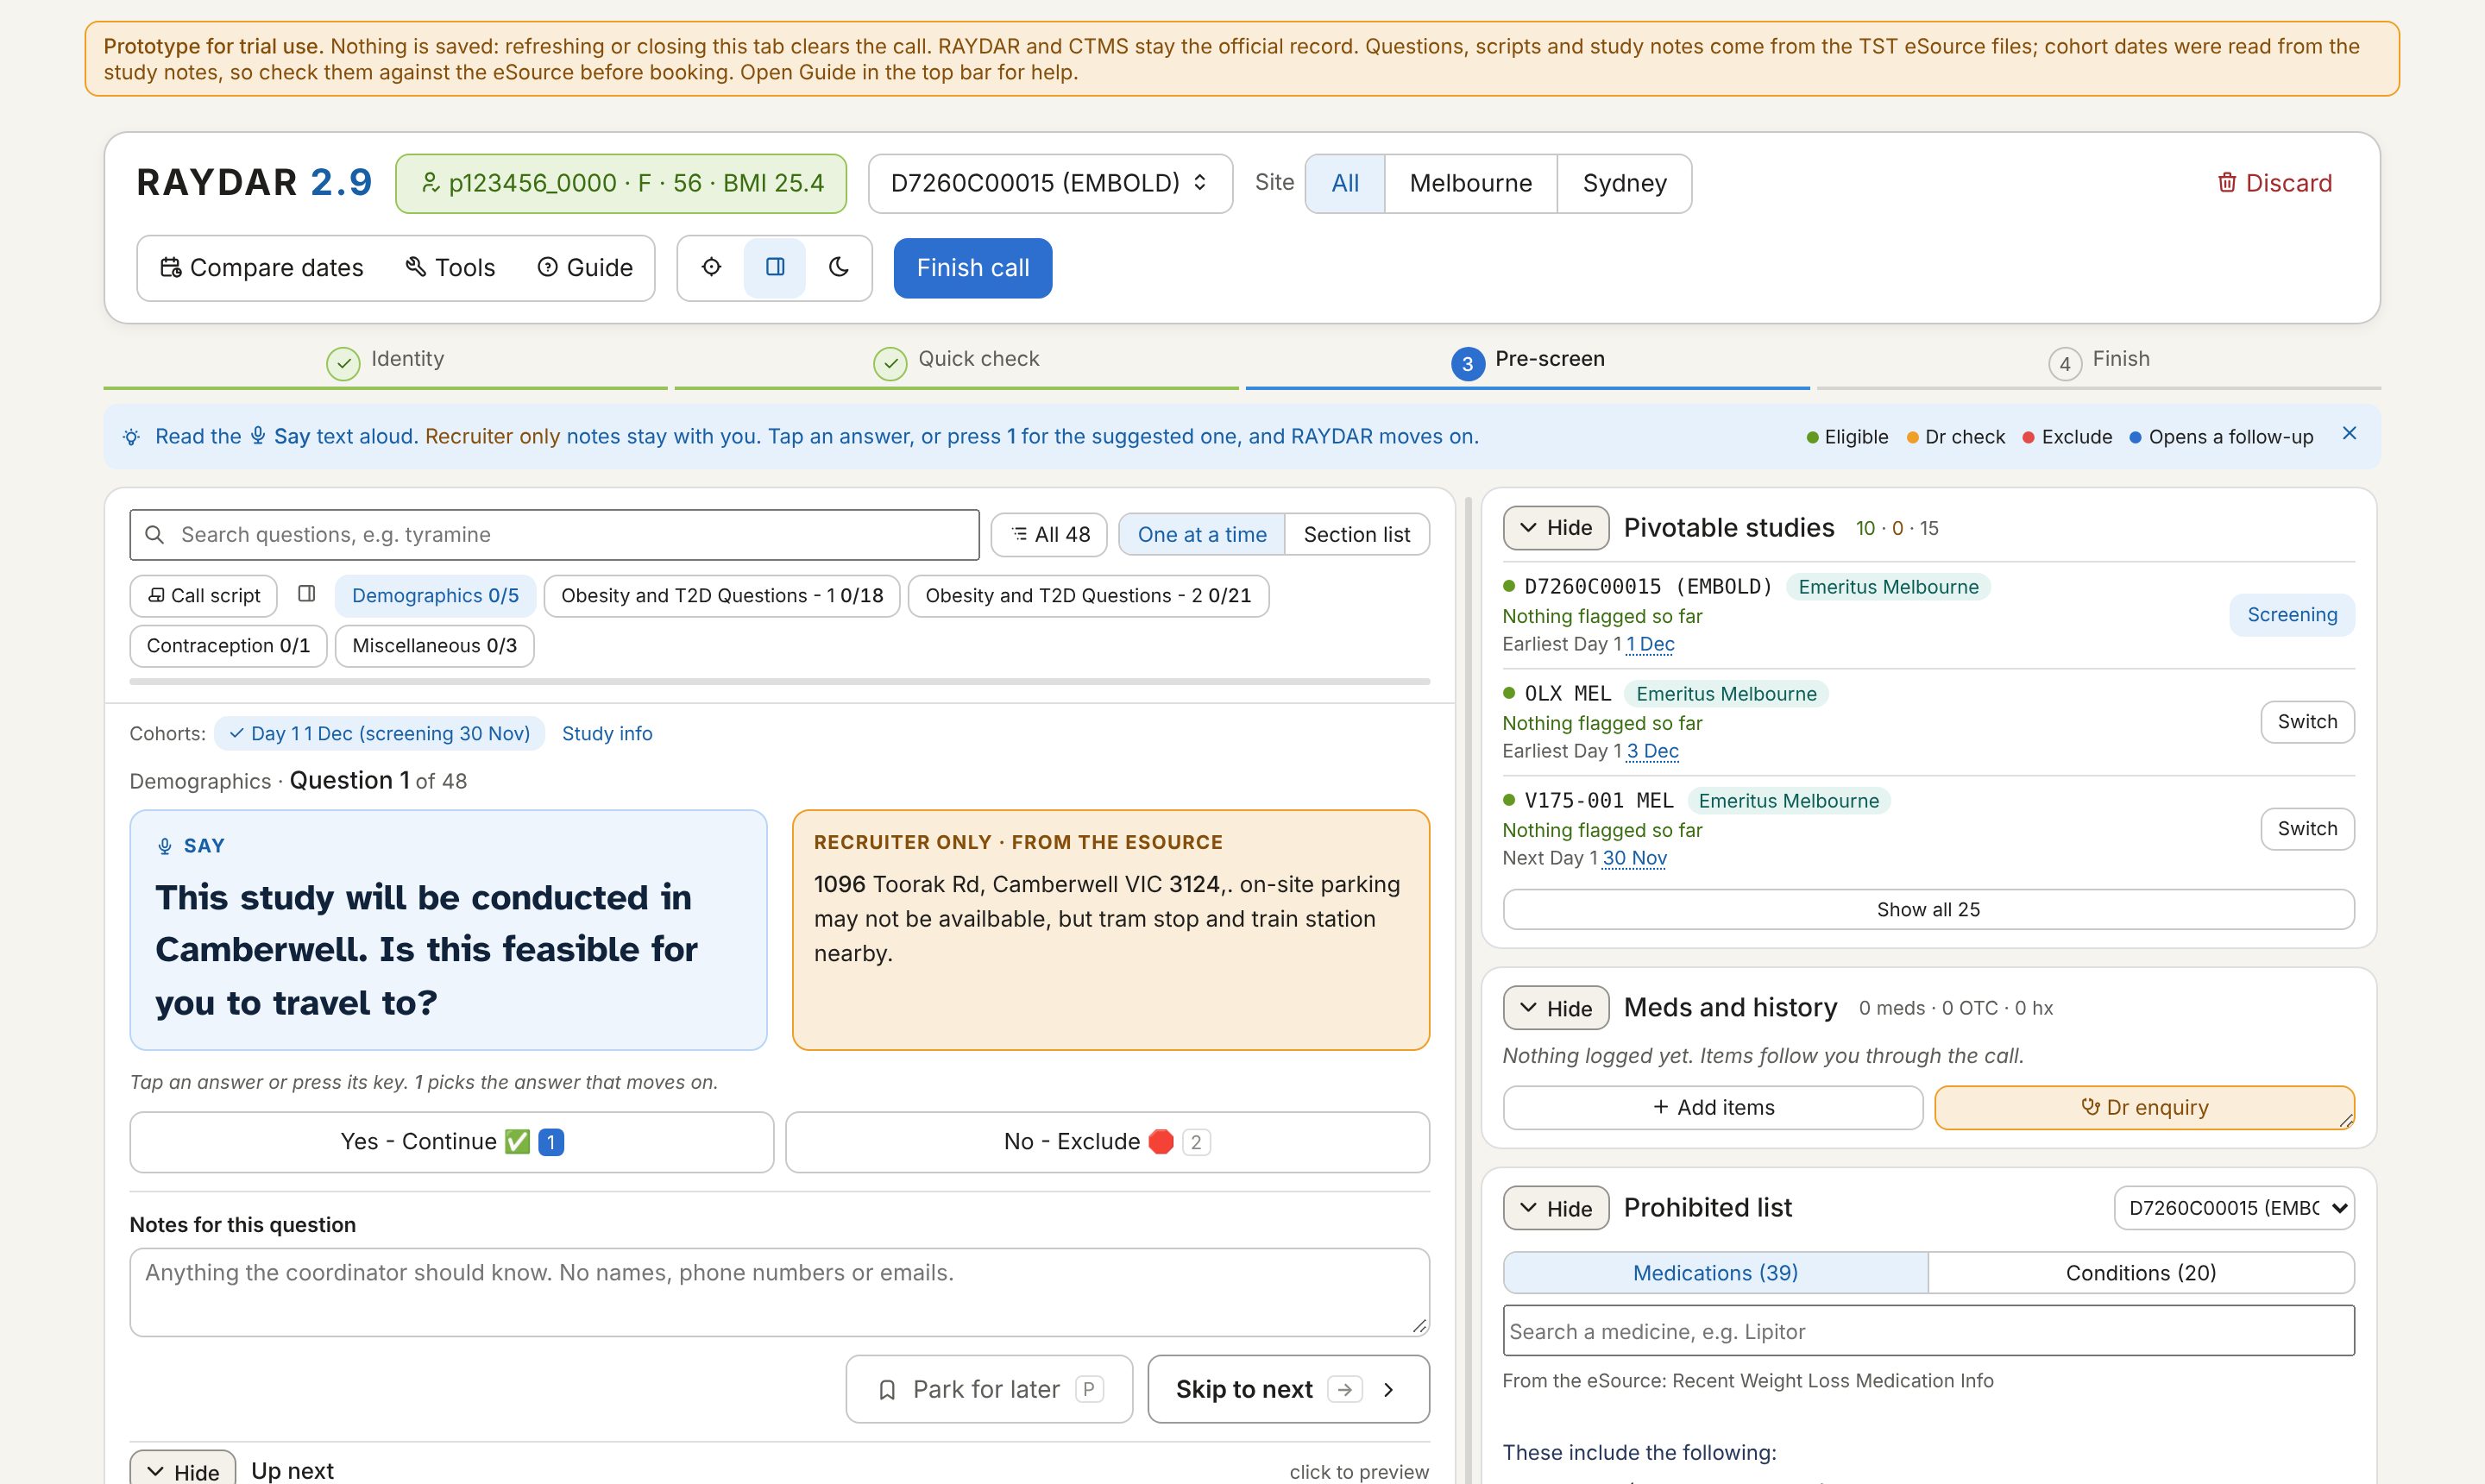 Prototype for trial use. Nothing is saved: refreshing or closing this tab clears the call. RAYDAR and CTMS stay the official record. Questions, scripts and study notes come from the TST eSource files; cohort dates were read from the
study notes, so check them against the eSource before booking. Open Guide in the top bar for help.
RAYDAR 2.9
p123456_0000 · F · 56 · BMI 25.4
D7260C00015 (EMBOLD)
Site
All
Melbourne
Sydney
Discard
Compare dates
Tools
Guide
Finish call
Identity
Quick check
3 Pre-screen
4 Finish
Read the Say text aloud. Recruiter only notes stay with you. Tap an answer, or press 1 for the suggested one, and RAYDAR moves on.
Eligible
Dr check
Exclude
Opens a follow-up
Search questions, e.g. tyramine
All 48
One at a time
Section list
Call script
Demographics 0/5
Obesity and T2D Questions - 1 0/18
Obesity and T2D Questions - 2 0/21
Contraception 0/1
Miscellaneous 0/3
Cohorts:
Day 1 1 Dec (screening 30 Nov)
Study info
Demographics · Question 1 of 48
SAY
This study will be conducted in
Camberwell. Is this feasible for
you to travel to?
RECRUITER ONLY · FROM THE ESOURCE
1096 Toorak Rd, Camberwell VIC 3124,. on-site parking
may not be availbable, but tram stop and train station
nearby.
Tap an answer or press its key. 1 picks the answer that moves on.
Yes - Continue ✅ 1
No - Exclude 🛑 2
Notes for this question
Anything the coordinator should know. No names, phone numbers or emails.
Park for later P
Skip to next →
Hide
Up next
click to preview
Hide
Pivotable studies
10 · 0 · 15
D7260C00015 (EMBOLD)
Emeritus Melbourne
Nothing flagged so far
Earliest Day 1 1 Dec
Screening
OLX MEL
Emeritus Melbourne
Nothing flagged so far
Earliest Day 1 3 Dec
Switch
V175-001 MEL
Emeritus Melbourne
Nothing flagged so far
Next Day 1 30 Nov
Switch
Show all 25
Hide
Meds and history
0 meds · 0 OTC · 0 hx
Nothing logged yet. Items follow you through the call.
+ Add items
Dr enquiry
Hide
Prohibited list
D7260C00015 (EMBC
Medications (39)
Conditions (20)
Search a medicine, e.g. Lipitor
From the eSource: Recent Weight Loss Medication Info
These include the following: